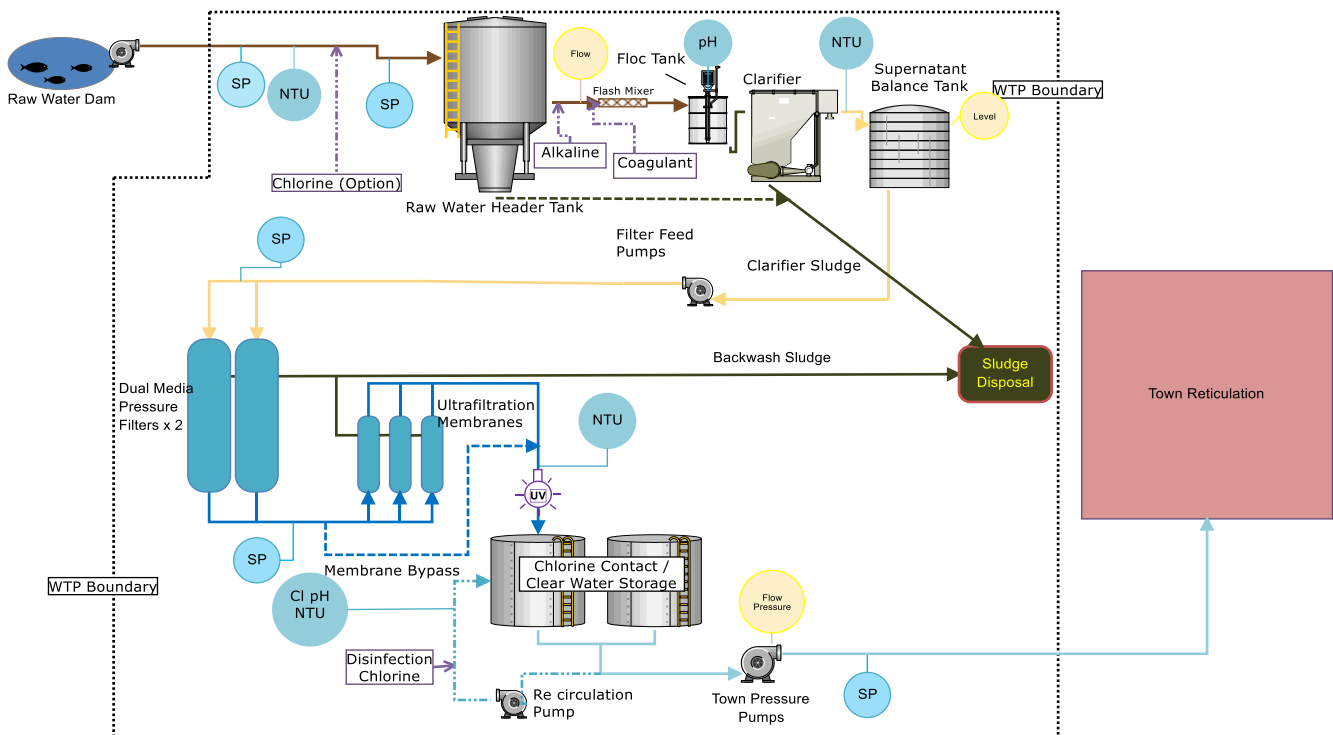 Raw Water Dam
SP
NTU
SP
Chlorine (Option)
Raw Water Header Tank
Flow
Flash Mixer
Alkaline
Coagulant
Floc Tank
pH
Clarifier
NTU
Supernatant
Balance Tank
Level
WTP Boundary
SP
Filter Feed
Pumps
Clarifier Sludge
Backwash Sludge
Sludge
Disposal
Town Reticulation
Dual Media
Pressure
Filters x 2
Ultrafiltration
Membranes
NTU
UV
SP
Membrane Bypass
WTP Boundary
Chlorine Contact /
Clear Water Storage
Cl pH
NTU
Disinfection
Chlorine
Re circulation
Pump
Flow
Pressure
Town Pressure
Pumps
SP